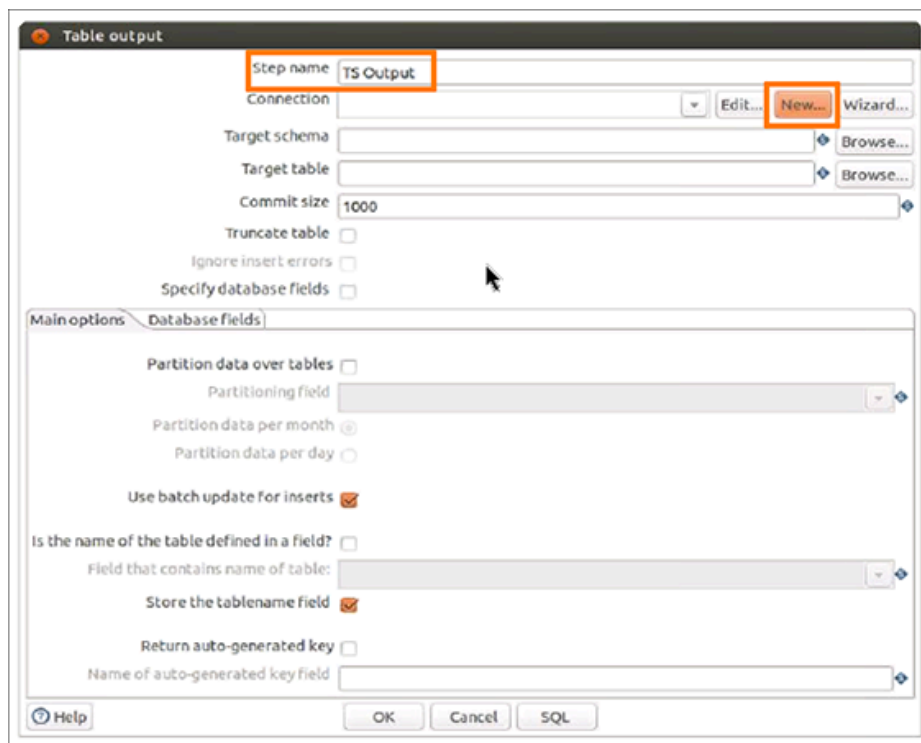 Table output
Step name TS Output
Connection Edit... New... Wizard...
Target schema Browse...
Target table Browse...
Commit size 1000
Truncate table
Ignore insert errors
Specify database fields
Main options Database fields
Partition data over tables
Partitioning field
Partition data per month
Partition data per day
Use batch update for inserts
Is the name of the table defined in a field?
Field that contains name of table:
Store the tablename field
Return auto-generated key
Name of auto-generated key field
Help OK Cancel SQL